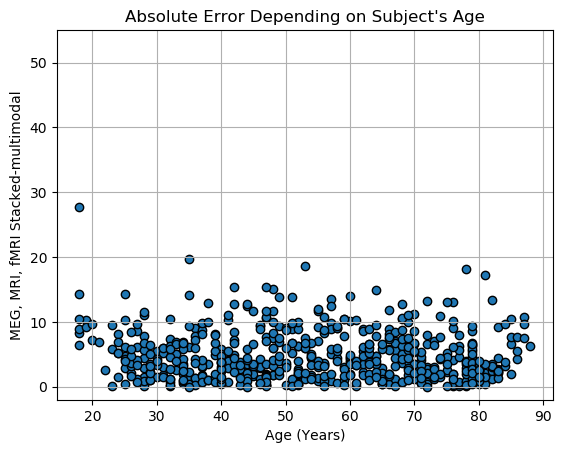 Absolute Error Depending on Subject's Age
MEG, MRI, fMRI Stacked-multimodal
50
40
30
20
10
0
20 30 40 50 60 70 80 90
Age (Years)